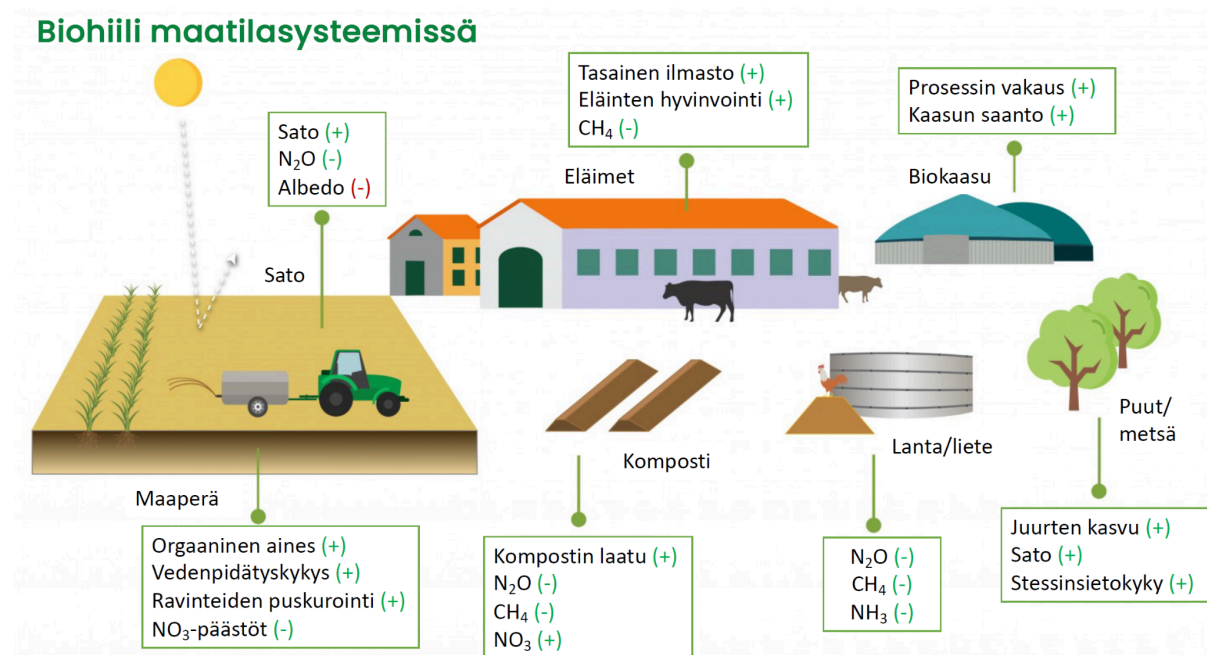 Biohiili maatilasysteemissä
Sato (+)
N₂O (-)
Albedo (-)
Sato
Tasainen ilmasto (+)
Eläinten hyvinvointi (+)
CH₄ (-)
Eläimet
Prosessin vakaus (+)
Kaasun saanto (+)
Biokaasu
Maaperä
Orgaaninen aines (+)
Vedenpidätyskykys (+)
Ravinteiden puskurointi (+)
NO₃-päästöt (-)
Komposti
Kompostin laatu (+)
N₂O (-)
CH₄ (-)
NO₃ (+)
Lanta/liete
N₂O (-)
CH₄ (-)
NH₃ (-)
Puut/
metsä
Juurten kasvu (+)
Sato (+)
Stessinsietokyky (+)